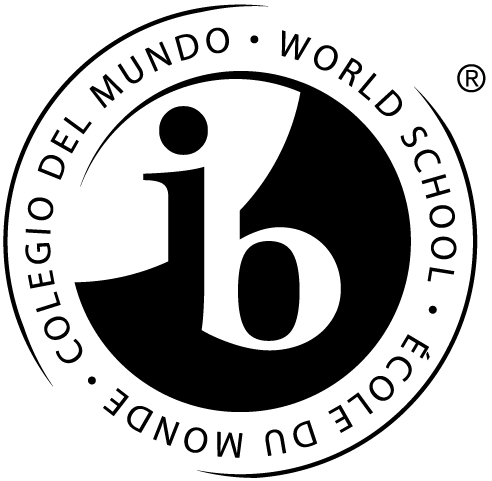 COLEGIO DEL MUNDO · WORLD SCHOOL · ÉCOLE DU MONDE ·
®
ib